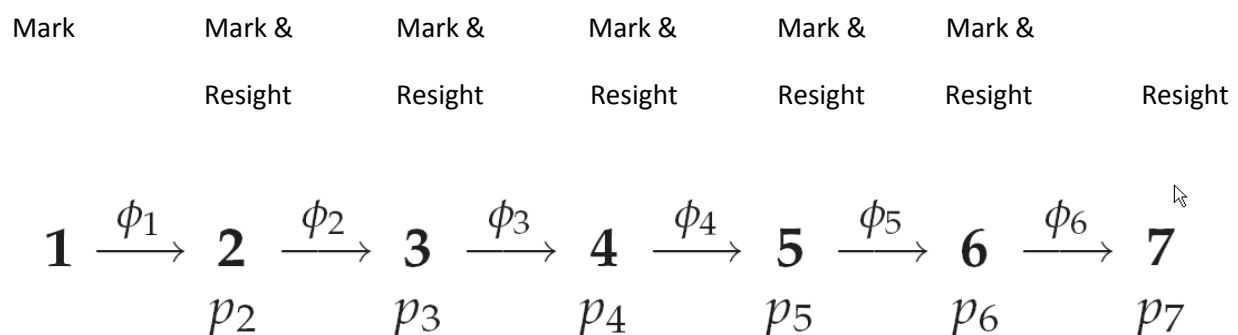 Mark Mark & Mark & Mark & Mark & Mark &
Resight Resight Resight Resight Resight Resight
ϕ1 ϕ2 ϕ3 ϕ4 ϕ5 ϕ6
1 → 2 → 3 → 4 → 5 → 6 → 7
p2 p3 p4 p5 p6 p7